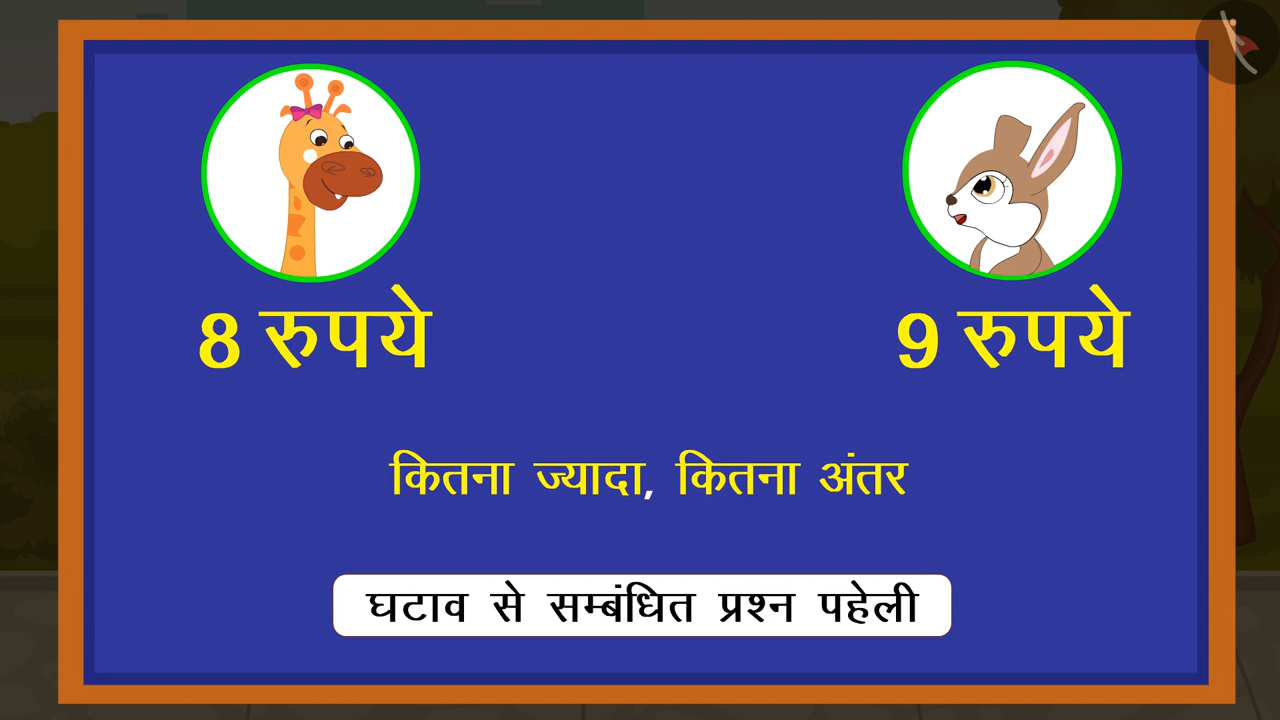 8 रुपये
9 रुपये
कितना ज्यादा, कितना अंतर
घटाव से सम्बंधित प्रश्न पहेली